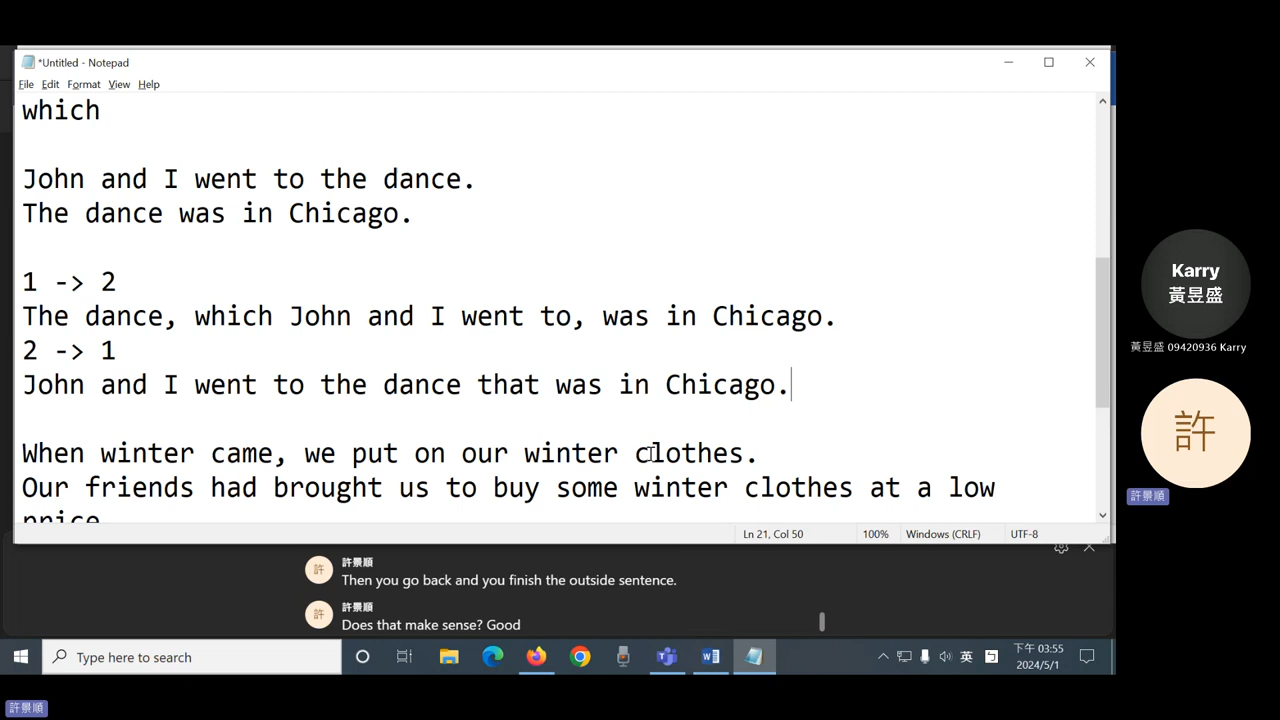 *Untitled - Notepad
File Edit Format View Help
which
John and I went to the dance.
The dance was in Chicago.
1 -> 2
The dance, which John and I went to, was in Chicago.
2 -> 1
John and I went to the dance that was in Chicago.
When winter came, we put on our winter clothes.
Our friends had brought us to buy some winter clothes at a low
price
Ln 21, Col 50 100% Windows (CRLF) UTF-8
許 許景順
Then you go back and you finish the outside sentence.
許 許景順
Does that make sense? Good
Type here to search
英
下午 03:55
2024/5/1
Karry
黃昱盛
黃昱盛 09420936 Karry
許
許景順
許景順